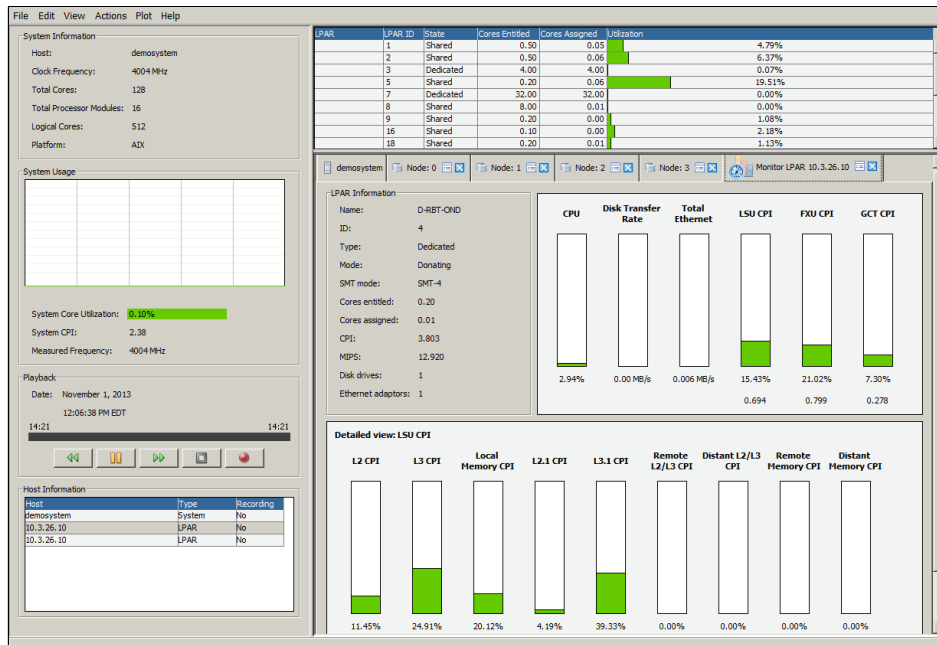 File Edit View Actions Plot Help
System Information
Host: demosystem
Clock Frequency: 4004 MHz
Total Cores: 128
Total Processor Modules: 16
Logical Cores: 512
Platform: AIX
System Usage
System Core Utilization: 0.10%
System CPI: 2.38
Measured Frequency: 4004 MHz
Playback
Date: November 1, 2013
12:06:38 PM EDT
14:21 14:21
Host Information
Host Type Recording
demosystem System No
10.3.26.10 LPAR No
10.3.26.10 LPAR No
LPAR LPAR ID State Cores Entitled Cores Assigned Utilization
1 Shared 0.50 0.05 4.79%
2 Shared 0.50 0.06 6.37%
3 Dedicated 4.00 4.00 0.07%
5 Shared 0.20 0.06 19.51%
7 Dedicated 32.00 32.00 0.00%
8 Shared 8.00 0.01 0.00%
9 Shared 0.20 0.00 1.08%
16 Shared 0.10 0.00 2.18%
18 Shared 0.20 0.01 1.13%
demosystem Node: 0 Node: 1 Node: 2 Node: 3 Monitor LPAR 10.3.26.10
LPAR Information
Name: D-RBT-OND
ID: 4
Type: Dedicated
Mode: Donating
SMT mode: SMT-4
Cores entitled: 0.20
Cores assigned: 0.01
CPI: 3.803
MIPS: 12.920
Disk drives: 1
Ethernet adaptors: 1
CPU Disk Transfer Rate Total Ethernet LSU CPI FXU CPI GCT CPI
2.94% 0.00 MB/s 0.006 MB/s 15.43% 21.02% 7.30%
0.694 0.799 0.278
Detailed view: LSU CPI
L2 CPI L3 CPI Local Memory CPI L2.1 CPI L3.1 CPI Remote L2/L3 CPI Distant L2/L3 CPI Remote Memory CPI Distant Memory CPI
11.45% 24.91% 20.12% 4.19% 39.33% 0.00% 0.00% 0.00% 0.00%